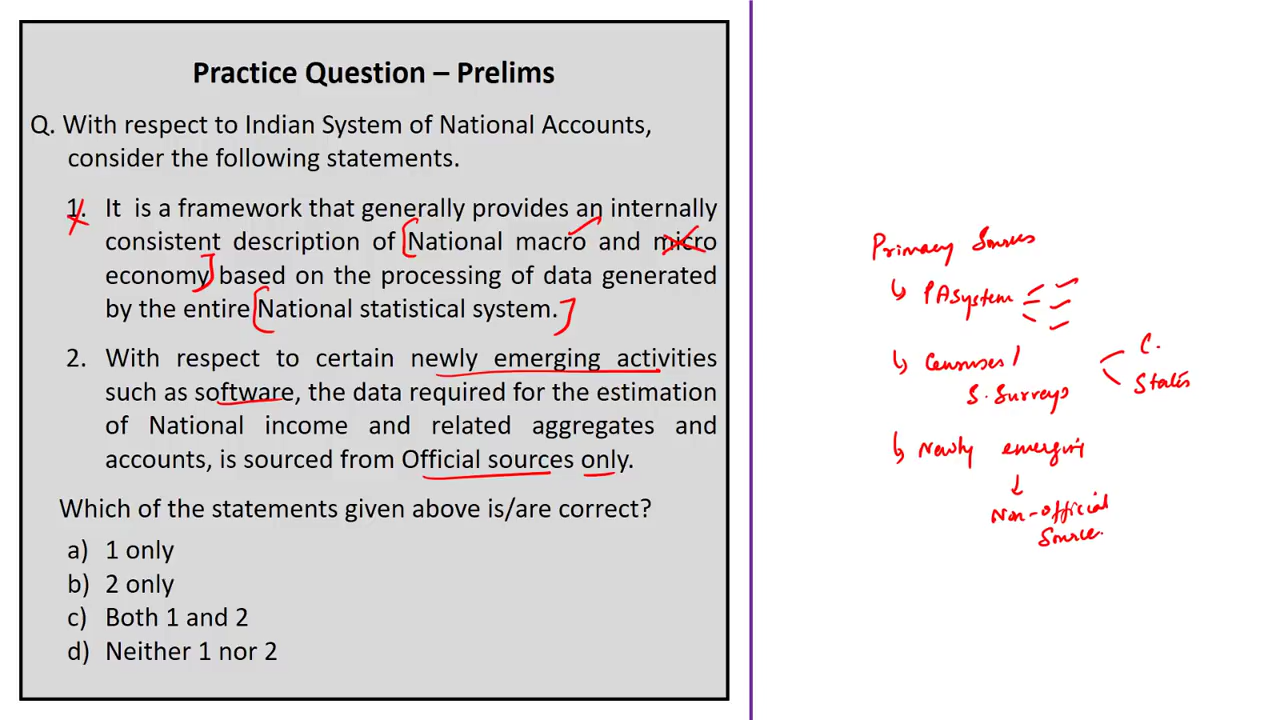 Practice Question – Prelims
Q. With respect to Indian System of National Accounts,
consider the following statements.
1. It is a framework that generally provides an internally
consistent description of National macro and micro
economy based on the processing of data generated
by the entire National statistical system.
2. With respect to certain newly emerging activities
such as software, the data required for the estimation
of National income and related aggregates and
accounts, is sourced from Official sources only.
Which of the statements given above is/are correct?
a) 1 only
b) 2 only
c) Both 1 and 2
d) Neither 1 nor 2
Primary Sources
PASystem
Censuses /
S. Surveys
C.
States
Newly emerging
Non-official
Source.